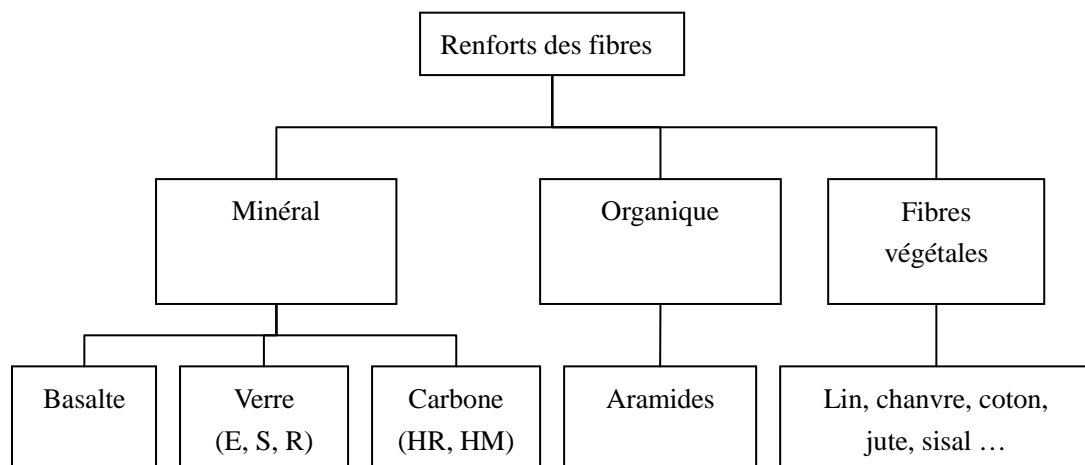 Renforts des fibres
Minéral
Organique
Fibres
végétales
Basalte
Verre
(E, S, R)
Carbone
(HR, HM)
Aramides
Lin, chanvre, coton,
jute, sisal …